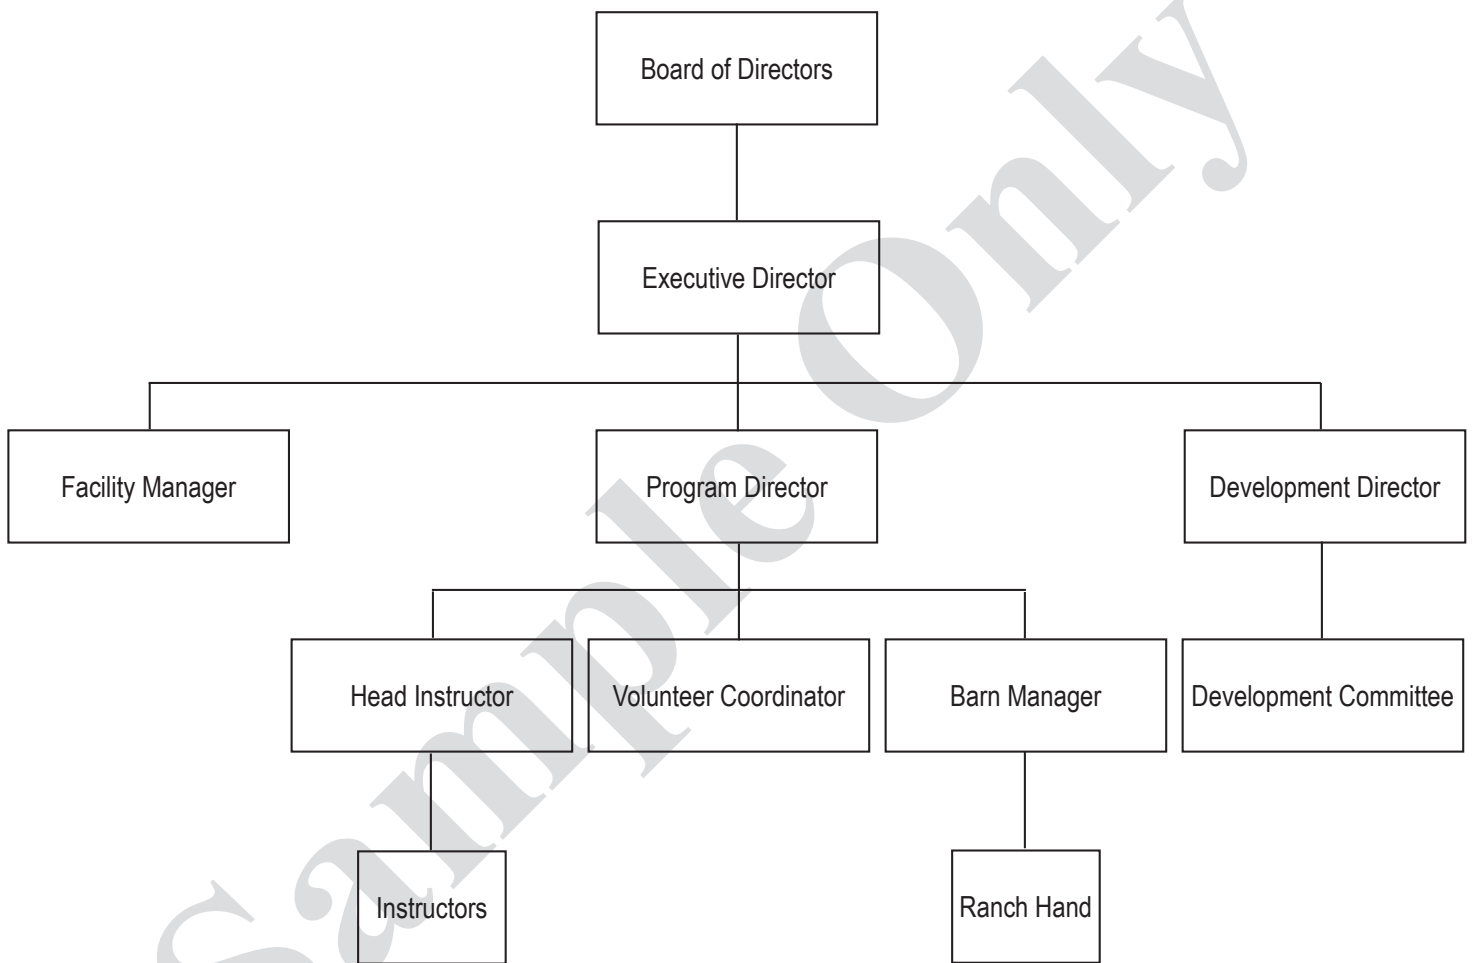 Board of Directors
Executive Director
Facility Manager
Program Director
Development Director
Head Instructor
Volunteer Coordinator
Barn Manager
Development Committee
Instructors
Ranch Hand
Sample Only